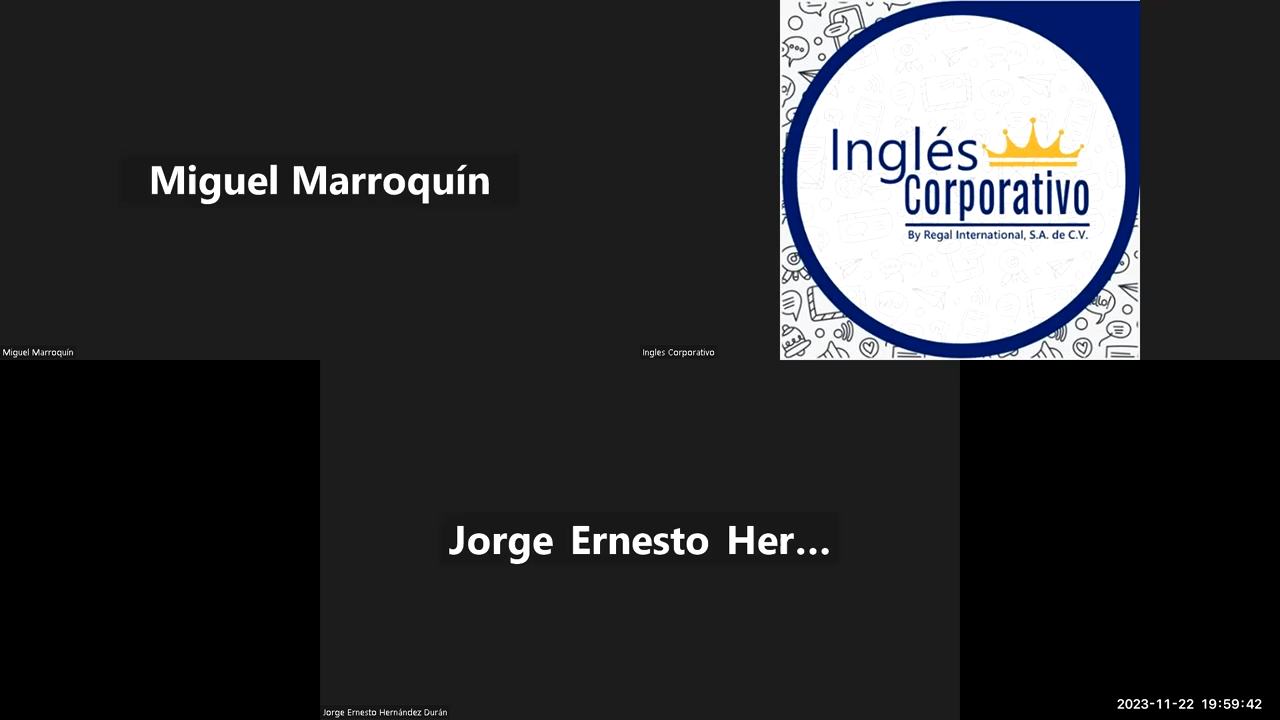 Miguel Marroquín
Inglés
Corporativo
By Regal International, S.A. de C.V.
Miguel Marroquín
Ingles Corporativo
Jorge Ernesto Her...
Jorge Ernesto Hernández Durán
2023-11-22 19:59:42